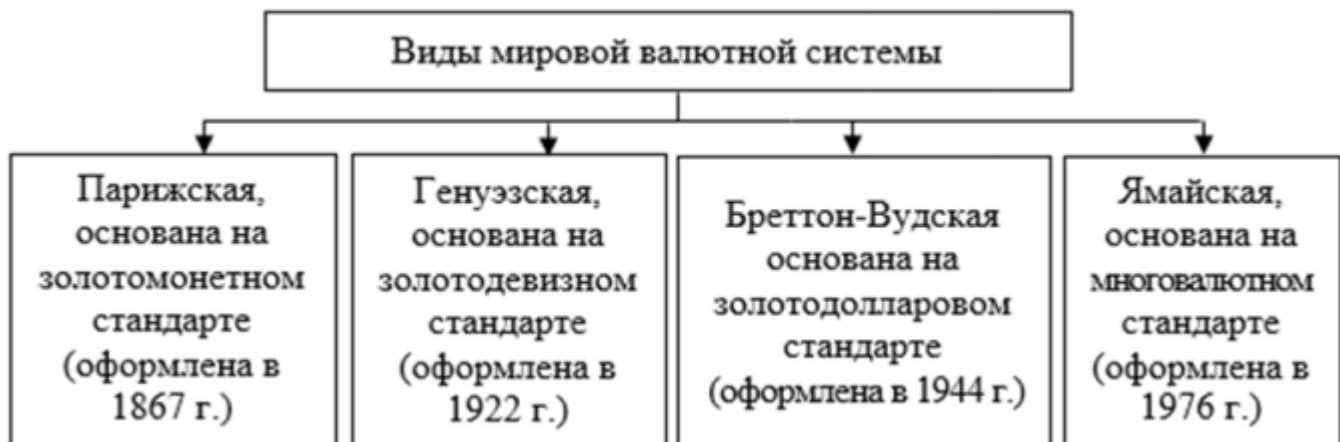 Виды мировой валютной системы
Парижская,
основана на
золотомонетном
стандарте
(оформлена в
1867 г.)
Генуэзская,
основана на
золотодевизном
стандарте
(оформлена в
1922 г.)
Бреттон-Вудская
основана на
золотодолларовом
стандарте
(оформлена в 1944 г.)
Ямайская,
основана на
многовалютном
стандарте
(оформлена в
1976 г.)